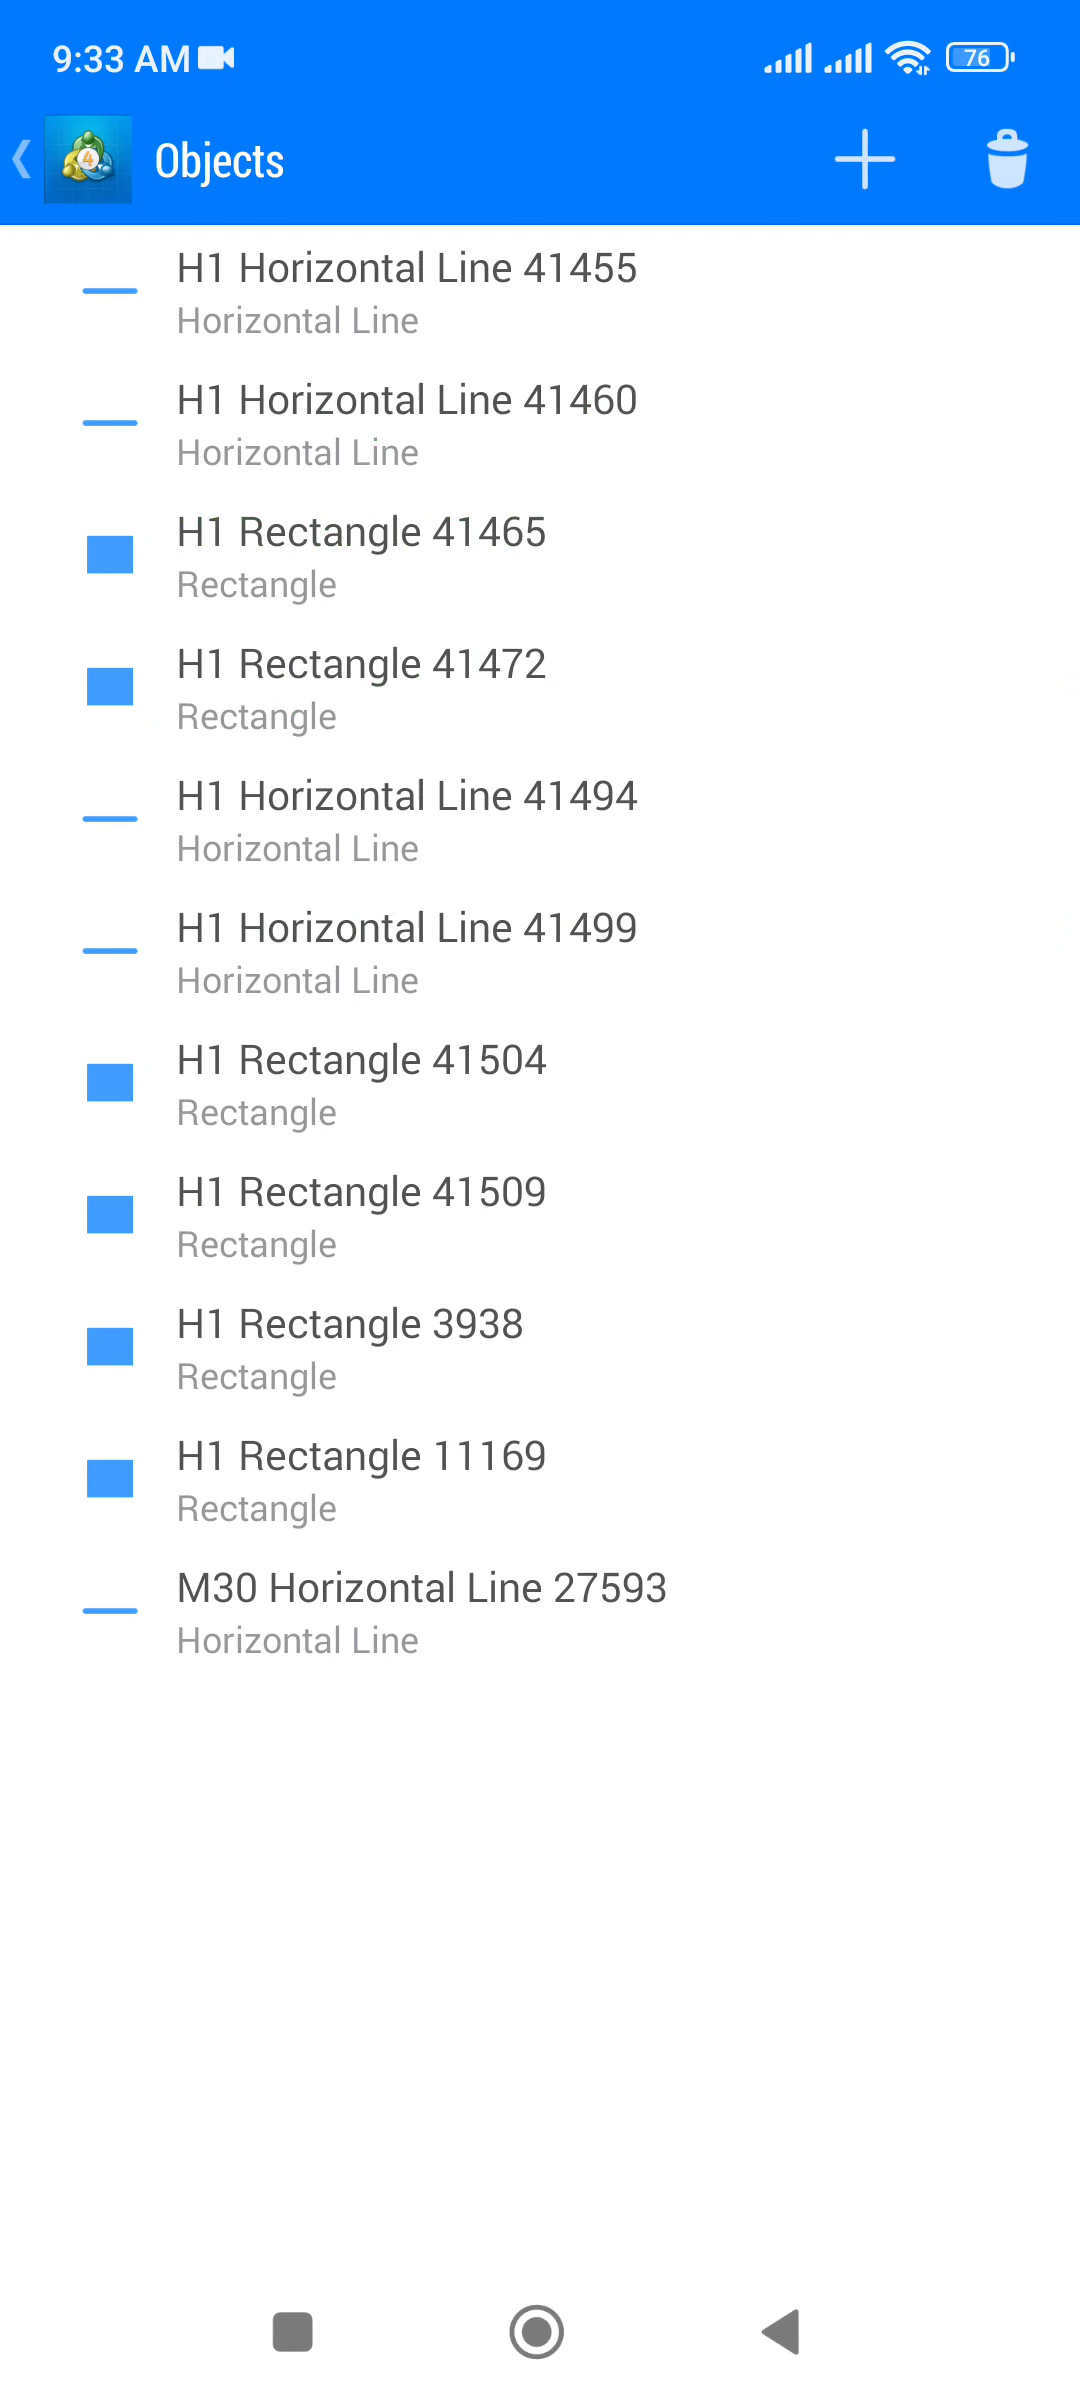 9:33 AM
76
4
Objects
H1 Horizontal Line 41455
Horizontal Line
H1 Horizontal Line 41460
Horizontal Line
H1 Rectangle 41465
Rectangle
H1 Rectangle 41472
Rectangle
H1 Horizontal Line 41494
Horizontal Line
H1 Horizontal Line 41499
Horizontal Line
H1 Rectangle 41504
Rectangle
H1 Rectangle 41509
Rectangle
H1 Rectangle 3938
Rectangle
H1 Rectangle 11169
Rectangle
M30 Horizontal Line 27593
Horizontal Line